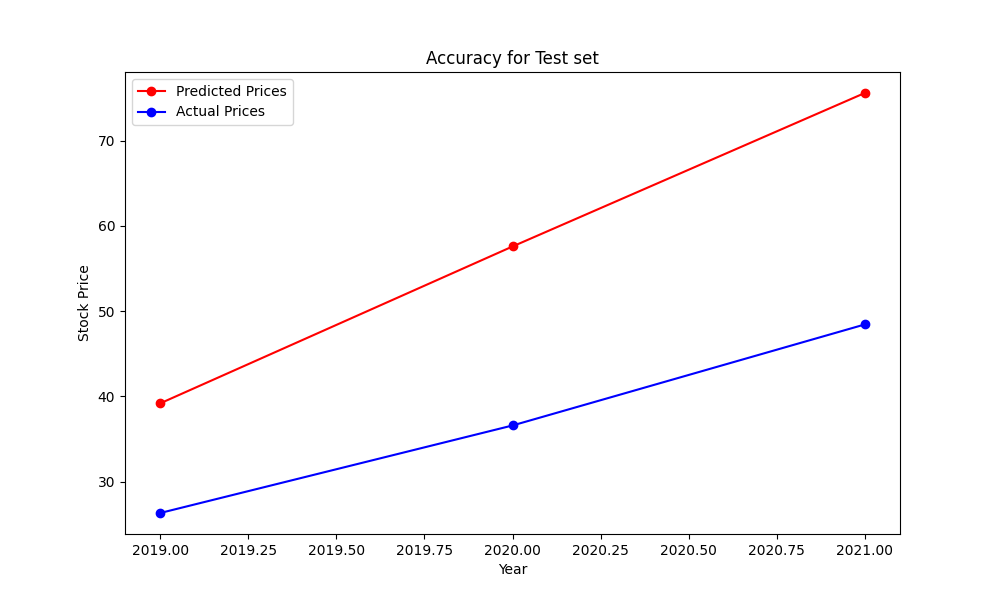 Accuracy for Test set
Predicted Prices
Actual Prices
Stock Price
70
60
50
40
30
2019.00 2019.25 2019.50 2019.75 2020.00 2020.25 2020.50 2020.75 2021.00
Year